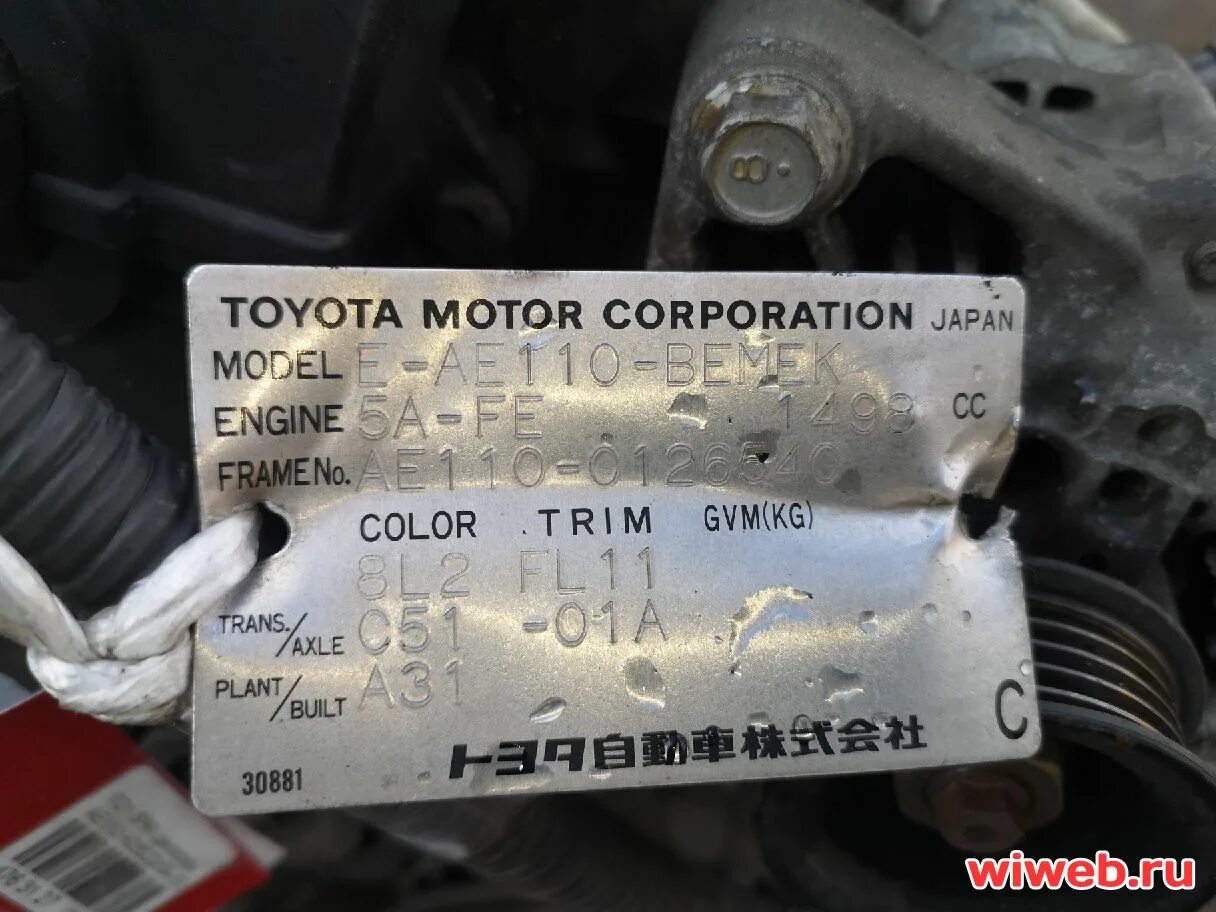 8
TOYOTA MOTOR CORPORATION JAPAN
MODEL E-AE110-BEMEK
ENGINE 5A-FE 1498 CC
FRAME No. AE110-0126540
COLOR TRIM GVM(KG)
8L2 FL11
TRANS./AXLE C51 -01A
PLANT/BUILT A31
C
トヨタ自動車株式会社
30881
wiweb.ru